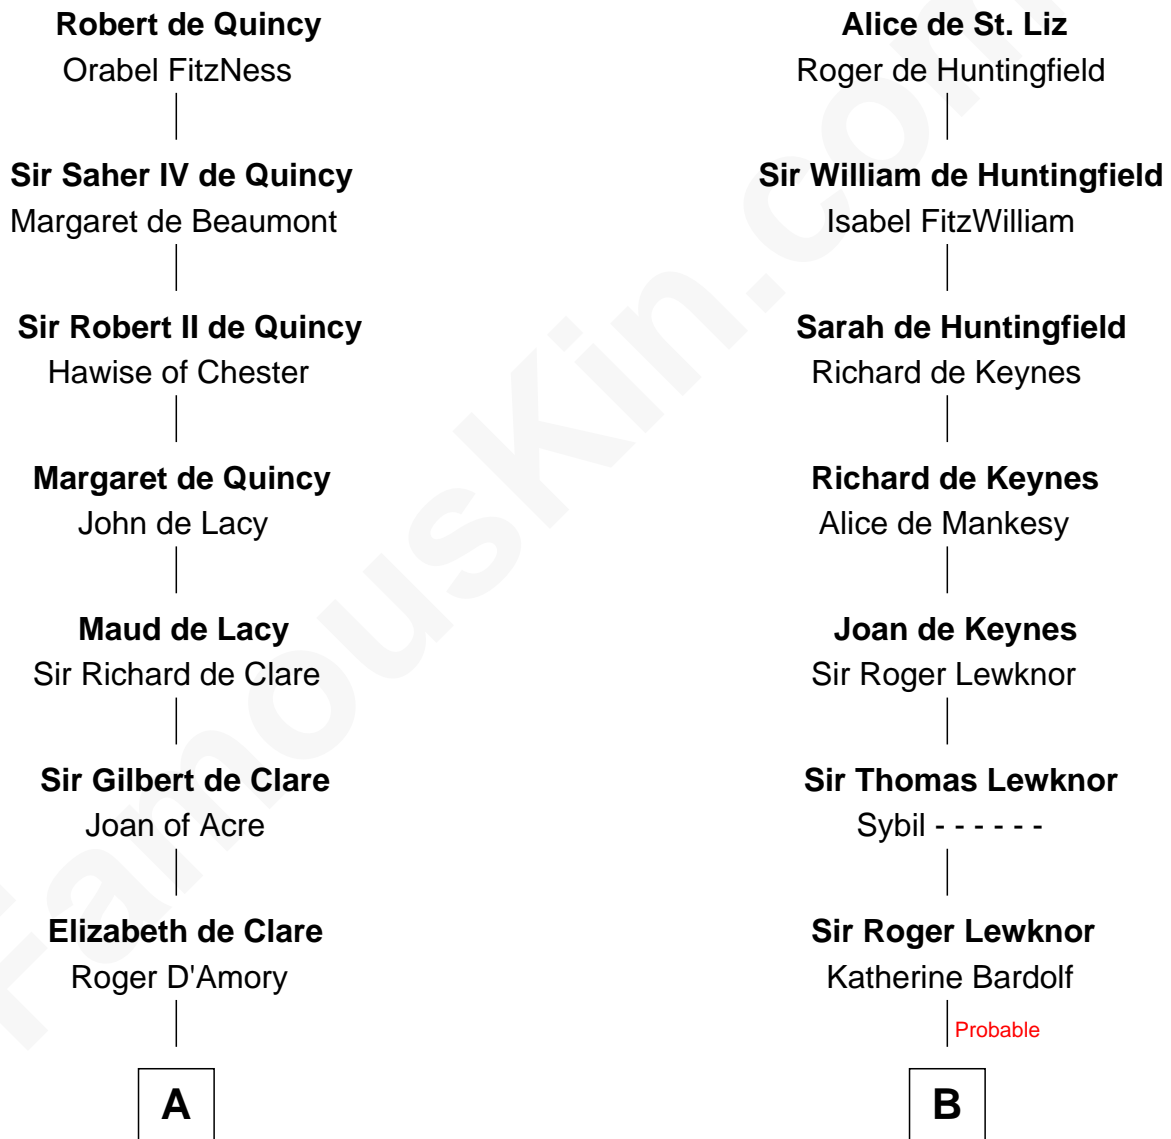 Robert de Quincy
Orabel FitzNess
Sir Saher IV de Quincy
Margaret de Beaumont
Sir Robert II de Quincy
Hawise of Chester
Margaret de Quincy
John de Lacy
Maud de Lacy
Sir Richard de Clare
Sir Gilbert de Clare
Joan of Acre
Elizabeth de Clare
Roger D'Amory
A
Alice de St. Liz
Roger de Huntingfield
Sir William de Huntingfield
Isabel FitzWilliam
Sarah de Huntingfield
Richard de Keynes
Richard de Keynes
Alice de Mankesy
Joan de Keynes
Sir Roger Lewknor
Sir Thomas Lewknor
Sybil - - - - - -
Sir Roger Lewknor
Katherine Bardolf
Probable
B
FamousKin.com